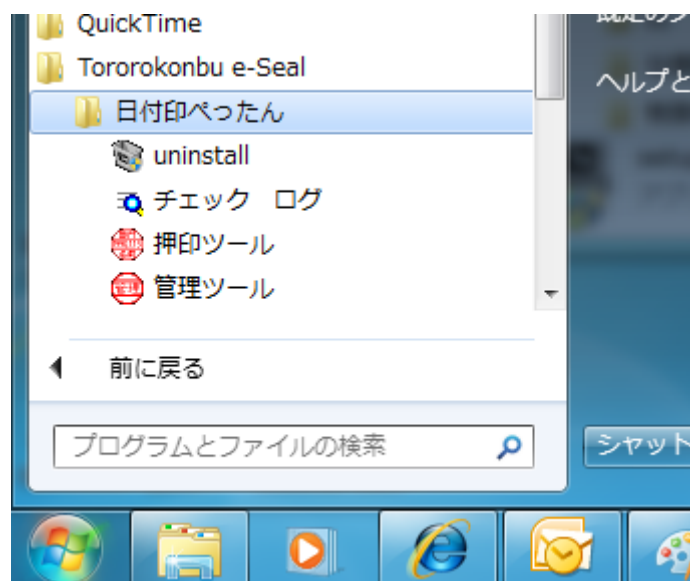 QuickTime
Tororokonbu e-Seal
日付印ぺったん
uninstall
チェック　ログ
押印ツール
管理ツール
前に戻る
プログラムとファイルの検索
ヘルプと
シャット